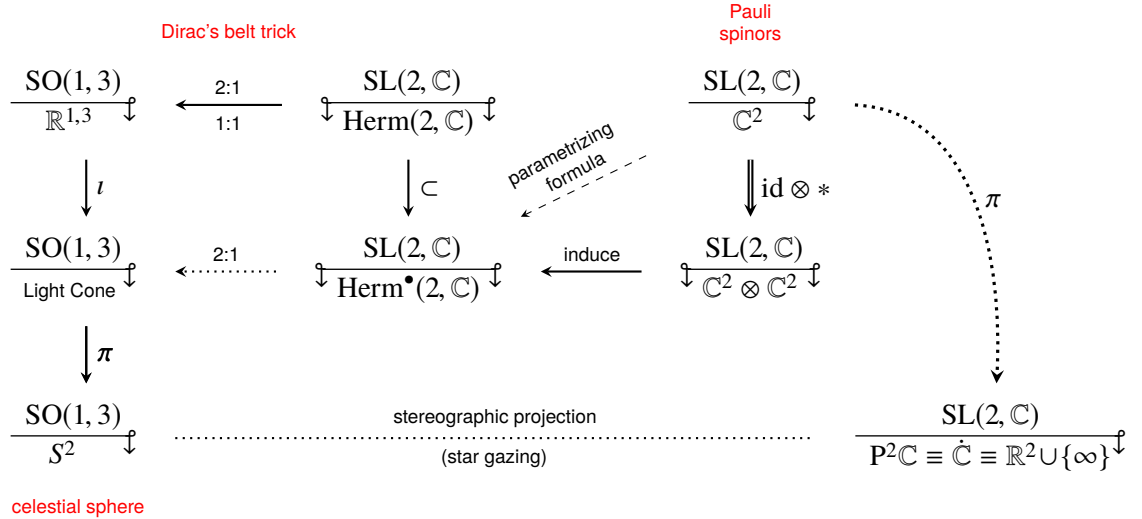 Dirac's belt trick
Pauli
spinors
SO(1, 3)
ℝ^{1,3}
2:1
1:1
SL(2, ℂ)
Herm(2, ℂ)
SL(2, ℂ)
ℂ²
ι
⊂
parametrizing
formula
id ⊗ *
π
SO(1, 3)
Light Cone
2:1
SL(2, ℂ)
Herm^•(2, ℂ)
induce
SL(2, ℂ)
ℂ² ⊗ ℂ²
π
SO(1, 3)
S²
stereographic projection
(star gazing)
SL(2, ℂ)
P²ℂ ≡ Ċ ≡ ℝ² ∪ {∞}
celestial sphere